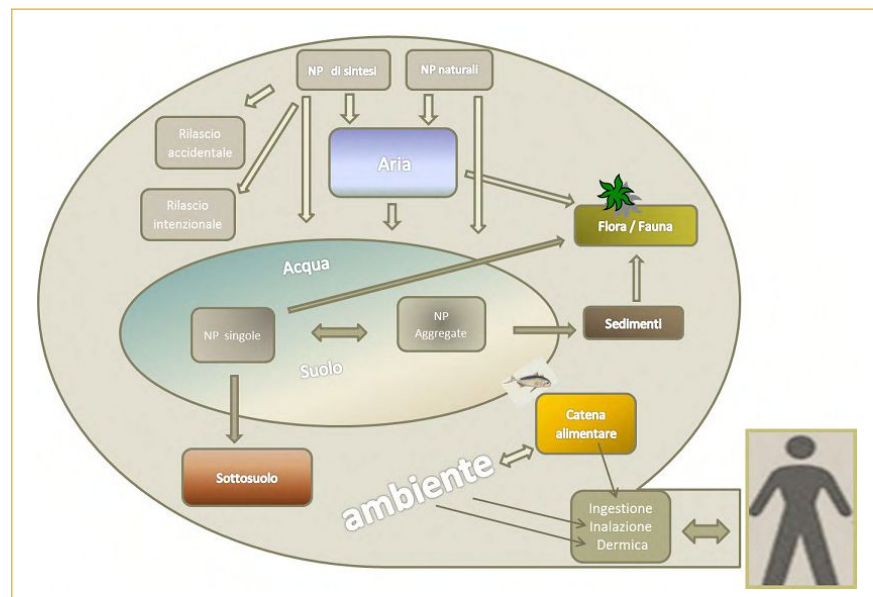 NP di sintesi
NP naturali
Rilascio
accidentale
Aria
Rilascio
intenzionale
Flora / Fauna
Acqua
NP singole
NP
Aggregate
Sedimenti
Suolo
Catena
alimentare
Sottosuolo
ambiente
Ingestione
Inalazione
Dermica